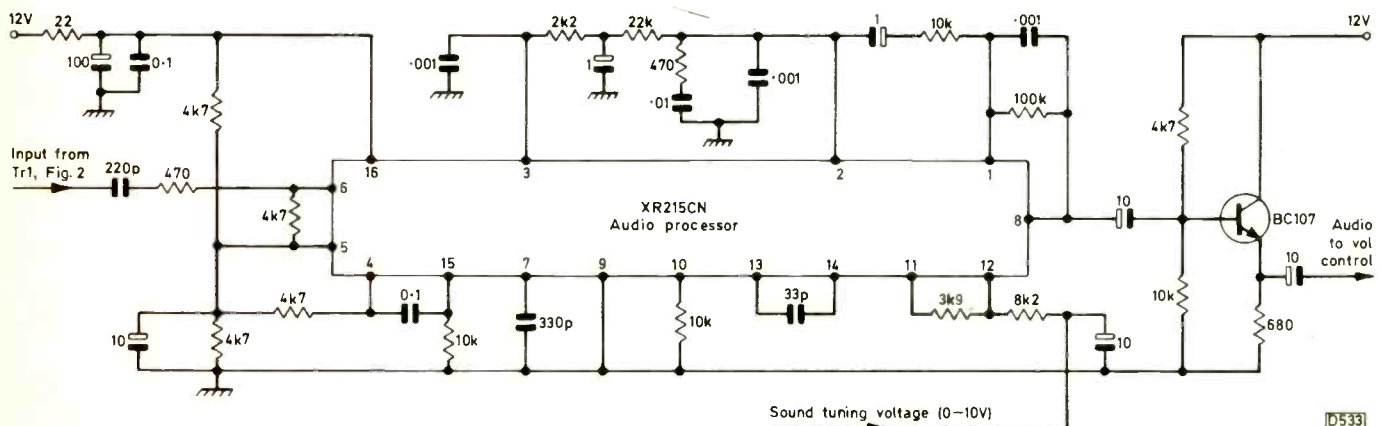 12V
22
2k2
22k
1
10k
·001
12V
100
0·1
·001
1
470
·001
4k7
·01
100k
4k7
Input from
Tr1, Fig. 2
220p
470
16
3
2
1
6
4k7
XR215CN
Audio processor
8
10
BC107
5
Audio
to vol
control
4
15
7
9
10
13
14
11
12
10
4k7
0·1
33p
3k9
8k2
10
4k7
10k
330p
10k
10
10k
680
Sound tuning voltage (0–10V)
D533